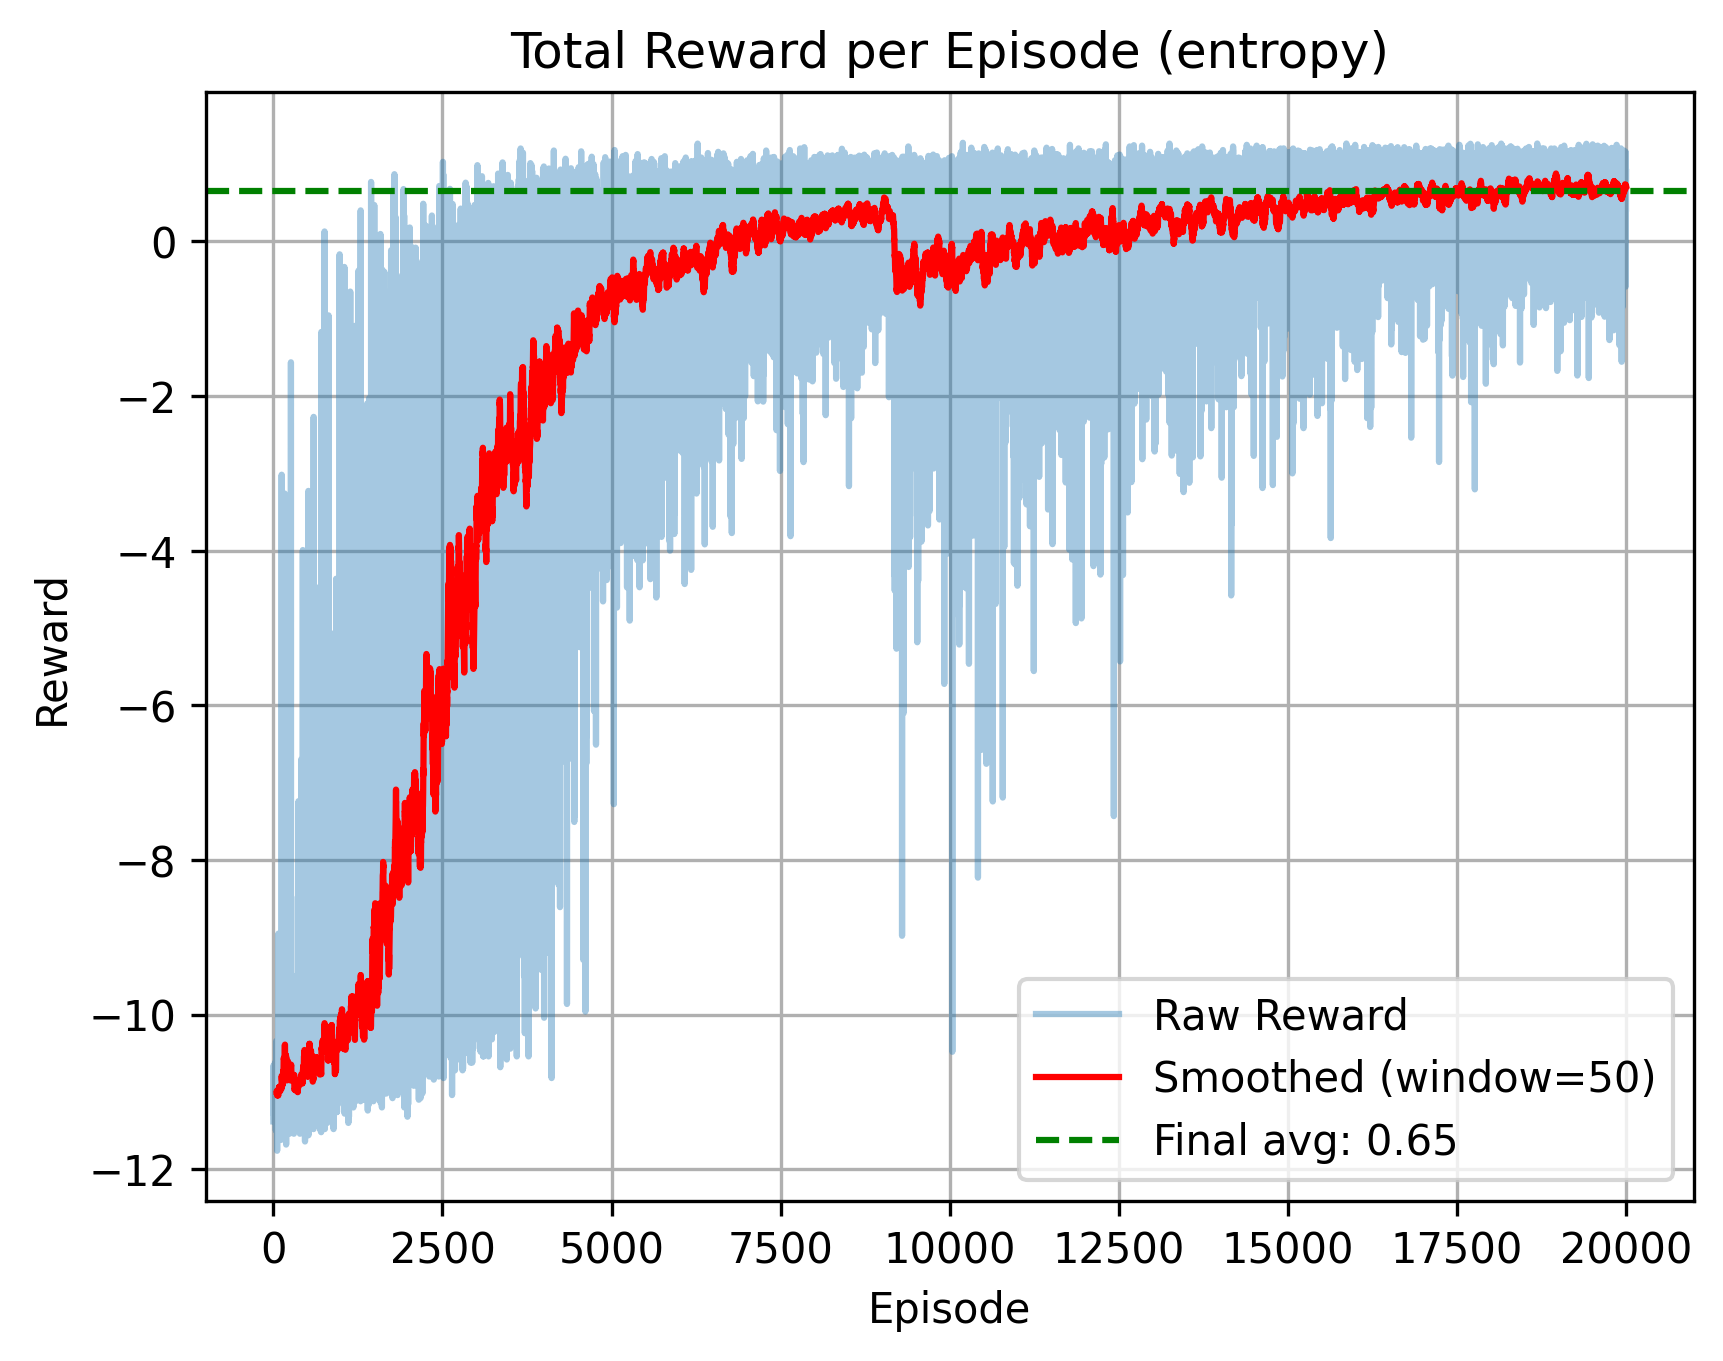 Total Reward per Episode (entropy)
Reward
0
−2
−4
−6
−8
−10
−12
Raw Reward
Smoothed (window=50)
Final avg: 0.65
0 2500 5000 7500 10000 12500 15000 17500 20000
Episode